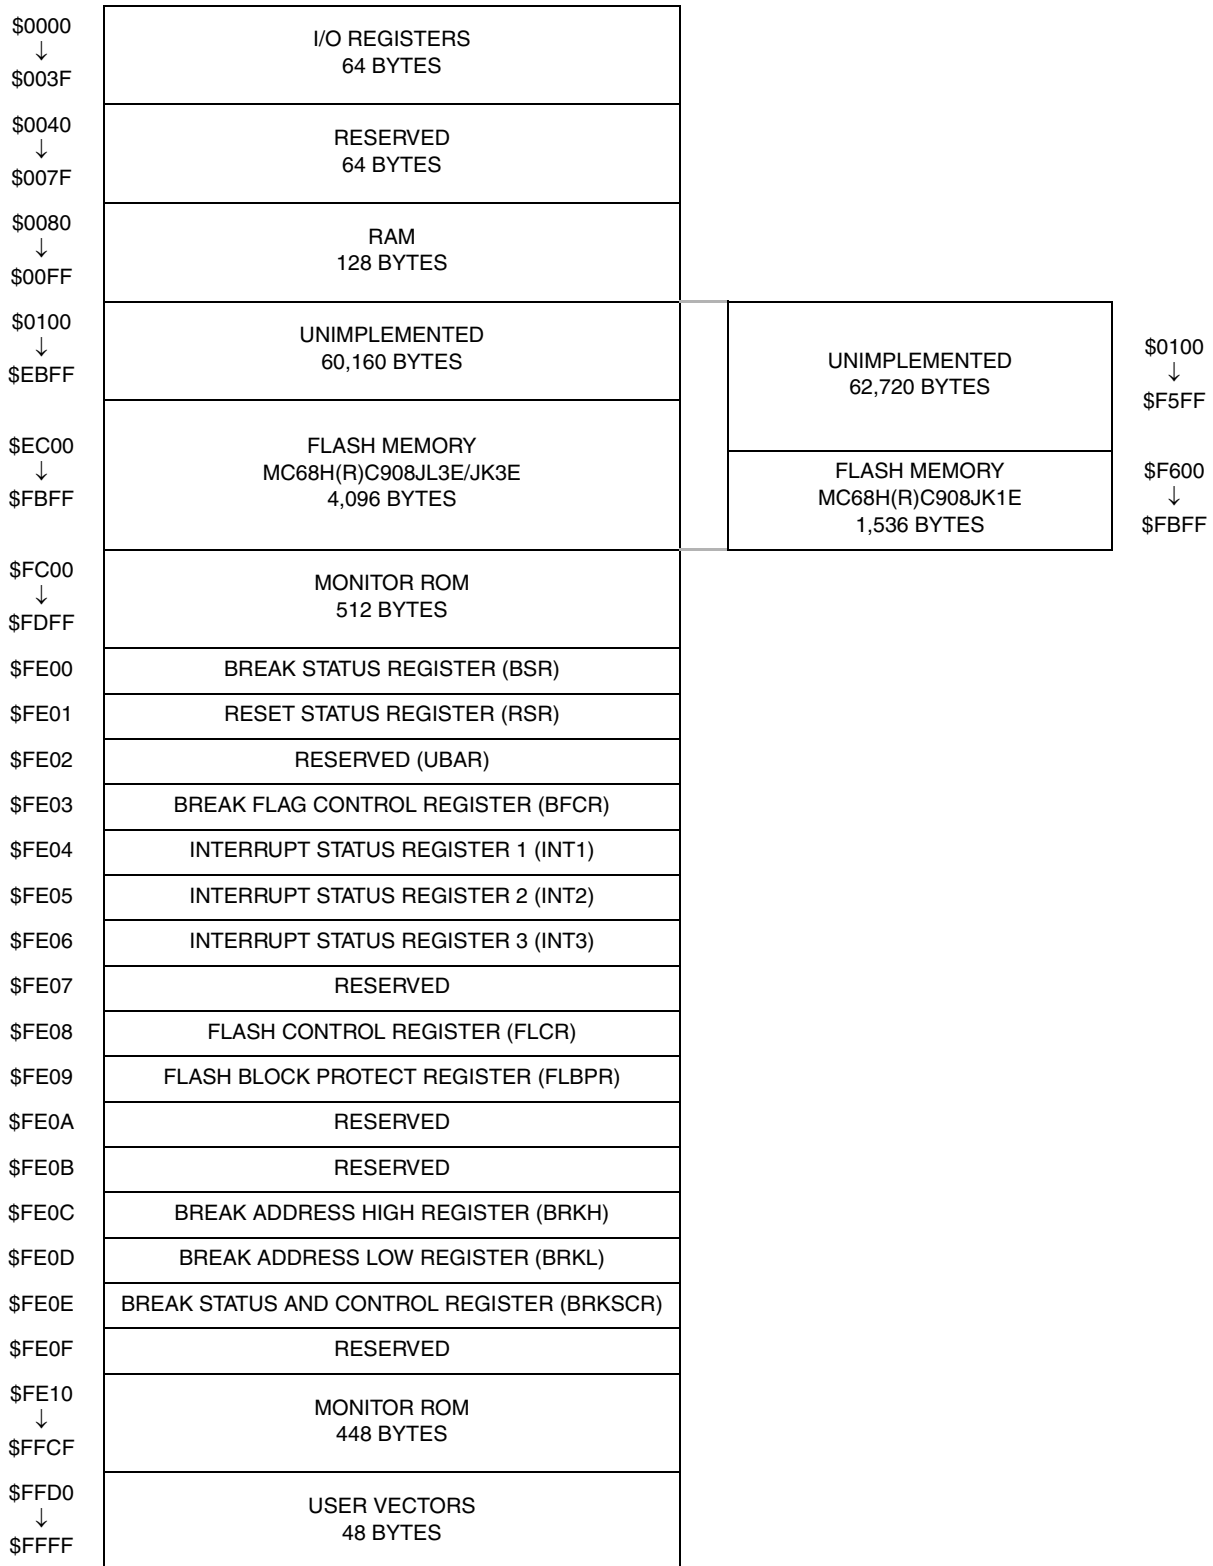 $0000
↓
$003F
I/O REGISTERS
64 BYTES
$0040
↓
$007F
RESERVED
64 BYTES
$0080
↓
$00FF
RAM
128 BYTES
$0100
↓
$EBFF
UNIMPLEMENTED
60,160 BYTES
UNIMPLEMENTED
62,720 BYTES
$0100
↓
$F5FF
$EC00
↓
$FBFF
FLASH MEMORY
MC68H(R)C908JL3E/JK3E
4,096 BYTES
FLASH MEMORY
MC68H(R)C908JK1E
1,536 BYTES
$F600
↓
$FBFF
$FC00
↓
$FDFF
MONITOR ROM
512 BYTES
$FE00 BREAK STATUS REGISTER (BSR)
$FE01 RESET STATUS REGISTER (RSR)
$FE02 RESERVED (UBAR)
$FE03 BREAK FLAG CONTROL REGISTER (BFCR)
$FE04 INTERRUPT STATUS REGISTER 1 (INT1)
$FE05 INTERRUPT STATUS REGISTER 2 (INT2)
$FE06 INTERRUPT STATUS REGISTER 3 (INT3)
$FE07 RESERVED
$FE08 FLASH CONTROL REGISTER (FLCR)
$FE09 FLASH BLOCK PROTECT REGISTER (FLBPR)
$FE0A RESERVED
$FE0B RESERVED
$FE0C BREAK ADDRESS HIGH REGISTER (BRKH)
$FE0D BREAK ADDRESS LOW REGISTER (BRKL)
$FE0E BREAK STATUS AND CONTROL REGISTER (BRKSCR)
$FE0F RESERVED
$FE10
↓
$FFCF
MONITOR ROM
448 BYTES
$FFD0
↓
$FFFF
USER VECTORS
48 BYTES